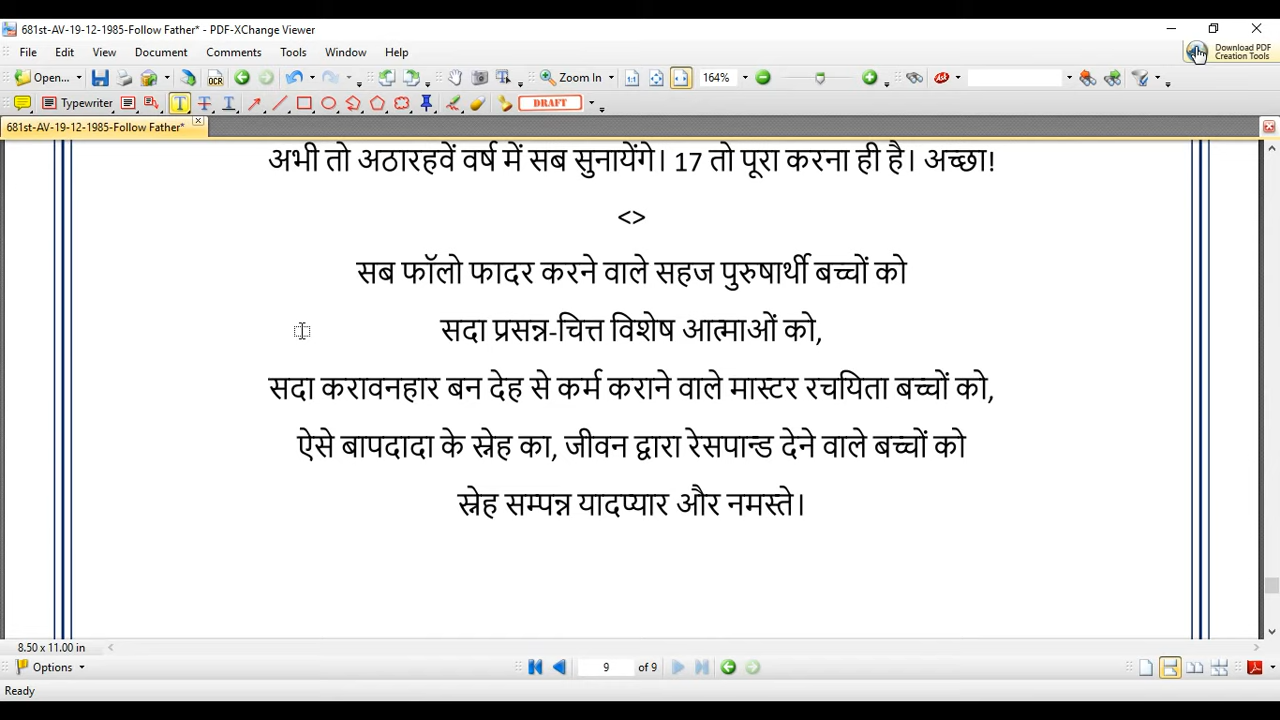 681st-AV-19-12-1985-Follow Father* - PDF-XChange Viewer
File Edit View Document Comments Tools Window Help
Download PDF Creation Tools
Open... OCR Zoom In 164%
Typewriter DRAFT
681st-AV-19-12-1985-Follow Father*
अभी तो अठारहवें वर्ष में सब सुनायेंगे। 17 तो पूरा करना ही है। अच्छा!
<>
सब फॉलो फादर करने वाले सहज पुरुषार्थी बच्चों को
सदा प्रसन्न-चित्त विशेष आत्माओं को,
सदा करावनहार बन देह से कर्म कराने वाले मास्टर रचयिता बच्चों को,
ऐसे बापदादा के स्नेह का, जीवन द्वारा रेसपान्ड देने वाले बच्चों को
स्नेह सम्पन्न यादप्यार और नमस्ते।
8.50 x 11.00 in
Options 9 of 9
Ready